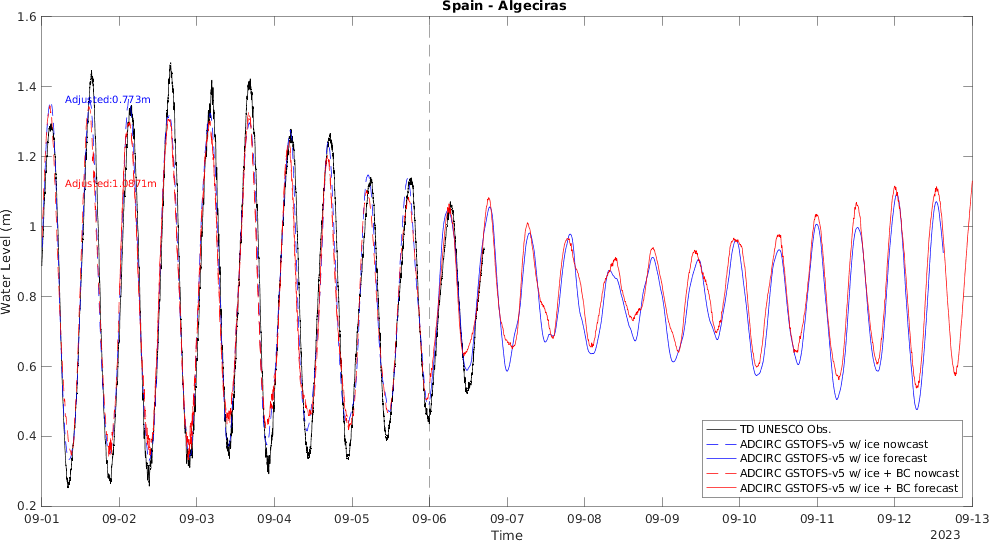 Spain - Algeciras
1.6
1.4
1.2
1
0.8
0.6
0.4
0.2
Water Level (m)
Adjusted:0.773m
Adjusted:1.0871m
TD UNESCO Obs.
ADCIRC GSTOFS-v5 w/ ice nowcast
ADCIRC GSTOFS-v5 w/ ice forecast
ADCIRC GSTOFS-v5 w/ ice + BC nowcast
ADCIRC GSTOFS-v5 w/ ice + BC forecast
09-01 09-02 09-03 09-04 09-05 09-06 09-07 09-08 09-09 09-10 09-11 09-12 09-13
Time
2023